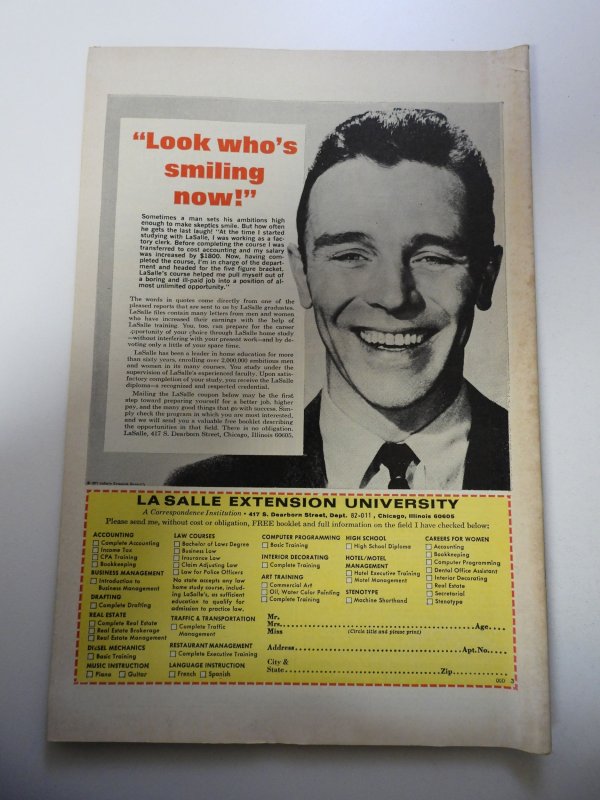 "Look who's
smiling
now!"
Sometimes a man sets his ambitions high
enough to make skeptics smile. But how often
he gets the last laugh! "At the time I started
studying with LaSalle, I was working as a fac-
tory clerk. Before completing the course I was
transferred to cost accounting and my salary
was increased by $1800. Now, having com-
pleted the course, I'm in charge of the depart-
ment and headed for the five figure bracket.
LaSalle's course helped me pull myself out of
a boring and ill-paid job into a position of al-
most unlimited opportunity."
The words in quotes come directly from one of the
pleased reports that are sent to us by LaSalle graduates.
LaSalle files contain many letters from men and women
who have increased their earnings with the help of
LaSalle training. You, too, can prepare for the career
opportunity of your choice through LaSalle home study
—without interfering with your present work—and by de-
voting only a little of your spare time.
LaSalle has been a leader in home education for more
than sixty years, enrolling over 2,000,000 ambitious men
and women in its many courses. You study under the
supervision of LaSalle's experienced faculty. Upon satis-
factory completion of your study, you receive the LaSalle
diploma—a recognized and respected credential.
Mailing the LaSalle coupon below may be the first
step toward preparing yourself for a better job, higher
pay, and the many good things that go with success. Sim-
ply check the program in which you are most interested,
and we will send you a valuable free booklet describing
the opportunities in that field. There is no obligation.
LaSalle, 417 S. Dearborn Street, Chicago, Illinois 60605.
LA SALLE EXTENSION UNIVERSITY
A Correspondence Institution • 417 S. Dearborn Street, Dept. 82-011, Chicago, Illinois 60605
Please send me, without cost or obligation, FREE booklet and full information on the field I have checked below:
ACCOUNTING
Complete Accounting
Income Tax
CPA Training
Bookkeeping
BUSINESS MANAGEMENT
Introduction to
Business Management
DRAFTING
Complete Drafting
REAL ESTATE
Complete Real Estate
Real Estate Brokerage
Real Estate Management
DIESEL MECHANICS
Basic Training
MUSIC INSTRUCTION
Piano Guitar
LAW COURSES
Bachelor of Laws Degree
Business Law
Insurance Law
Claim Adjusting Law
Law for Police Officers
No state accepts any law
home study course, includ-
ing LaSalle's, as sufficient
education to qualify for
admission to practice law.
TRAFFIC & TRANSPORTATION
Complete Traffic
Management
RESTAURANT MANAGEMENT
Complete Executive Training
LANGUAGE INSTRUCTION
French Spanish
COMPUTER PROGRAMMING
Basic Training
INTERIOR DECORATING
Complete Training
ART TRAINING
Commercial Art
Oil, Water Color Painting
Complete Training
HIGH SCHOOL
High School Diploma
HOTEL/MOTEL
MANAGEMENT
Hotel Executive Training
Motel Management
STENOTYPE
Machine Shorthand
CAREERS FOR WOMEN
Accounting
Bookkeeping
Computer Programming
Dental Office Assistant
Interior Decorating
Real Estate
Secretarial
Stenotype
Mr.
Mrs. Age
Miss (Circle title and please print)
Address Apt. No.
City &
State Zip